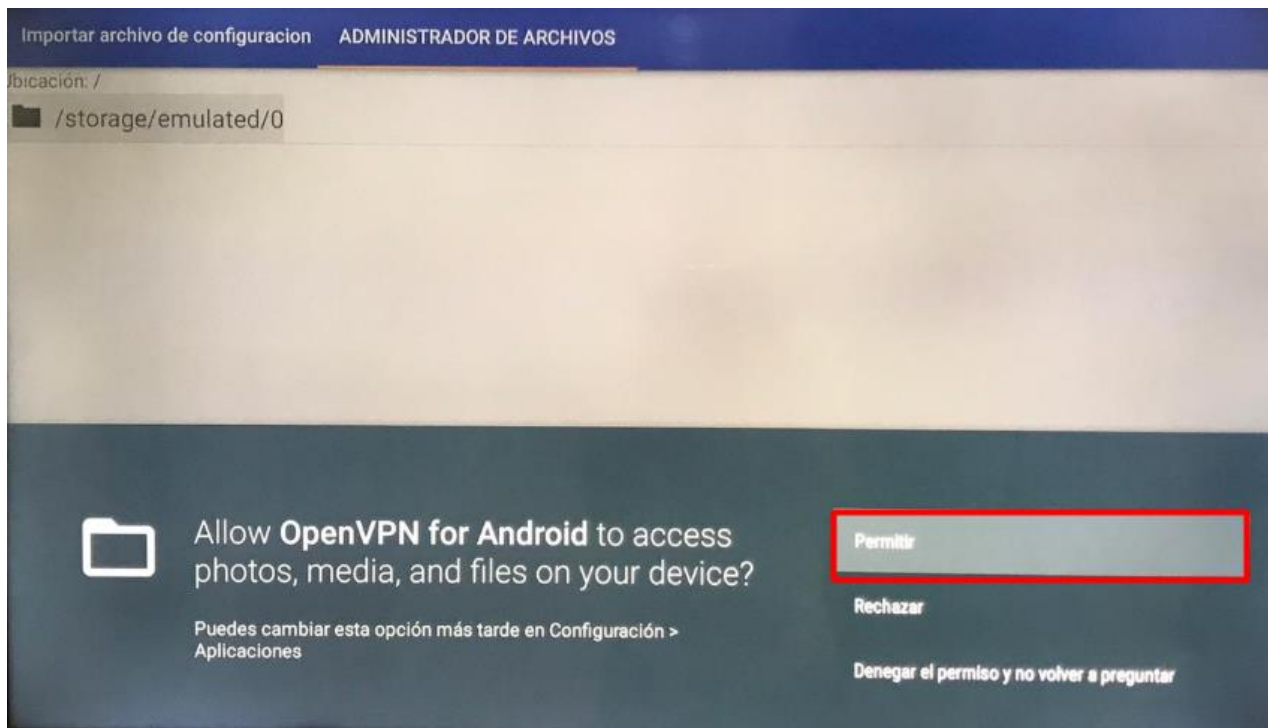 Importar archivo de configuracion ADMINISTRADOR DE ARCHIVOS
Ubicación: /
/storage/emulated/0
Allow OpenVPN for Android to access
photos, media, and files on your device?
Puedes cambiar esta opción más tarde en Configuración >
Aplicaciones
Permitir
Rechazar
Denegar el permiso y no volver a preguntar